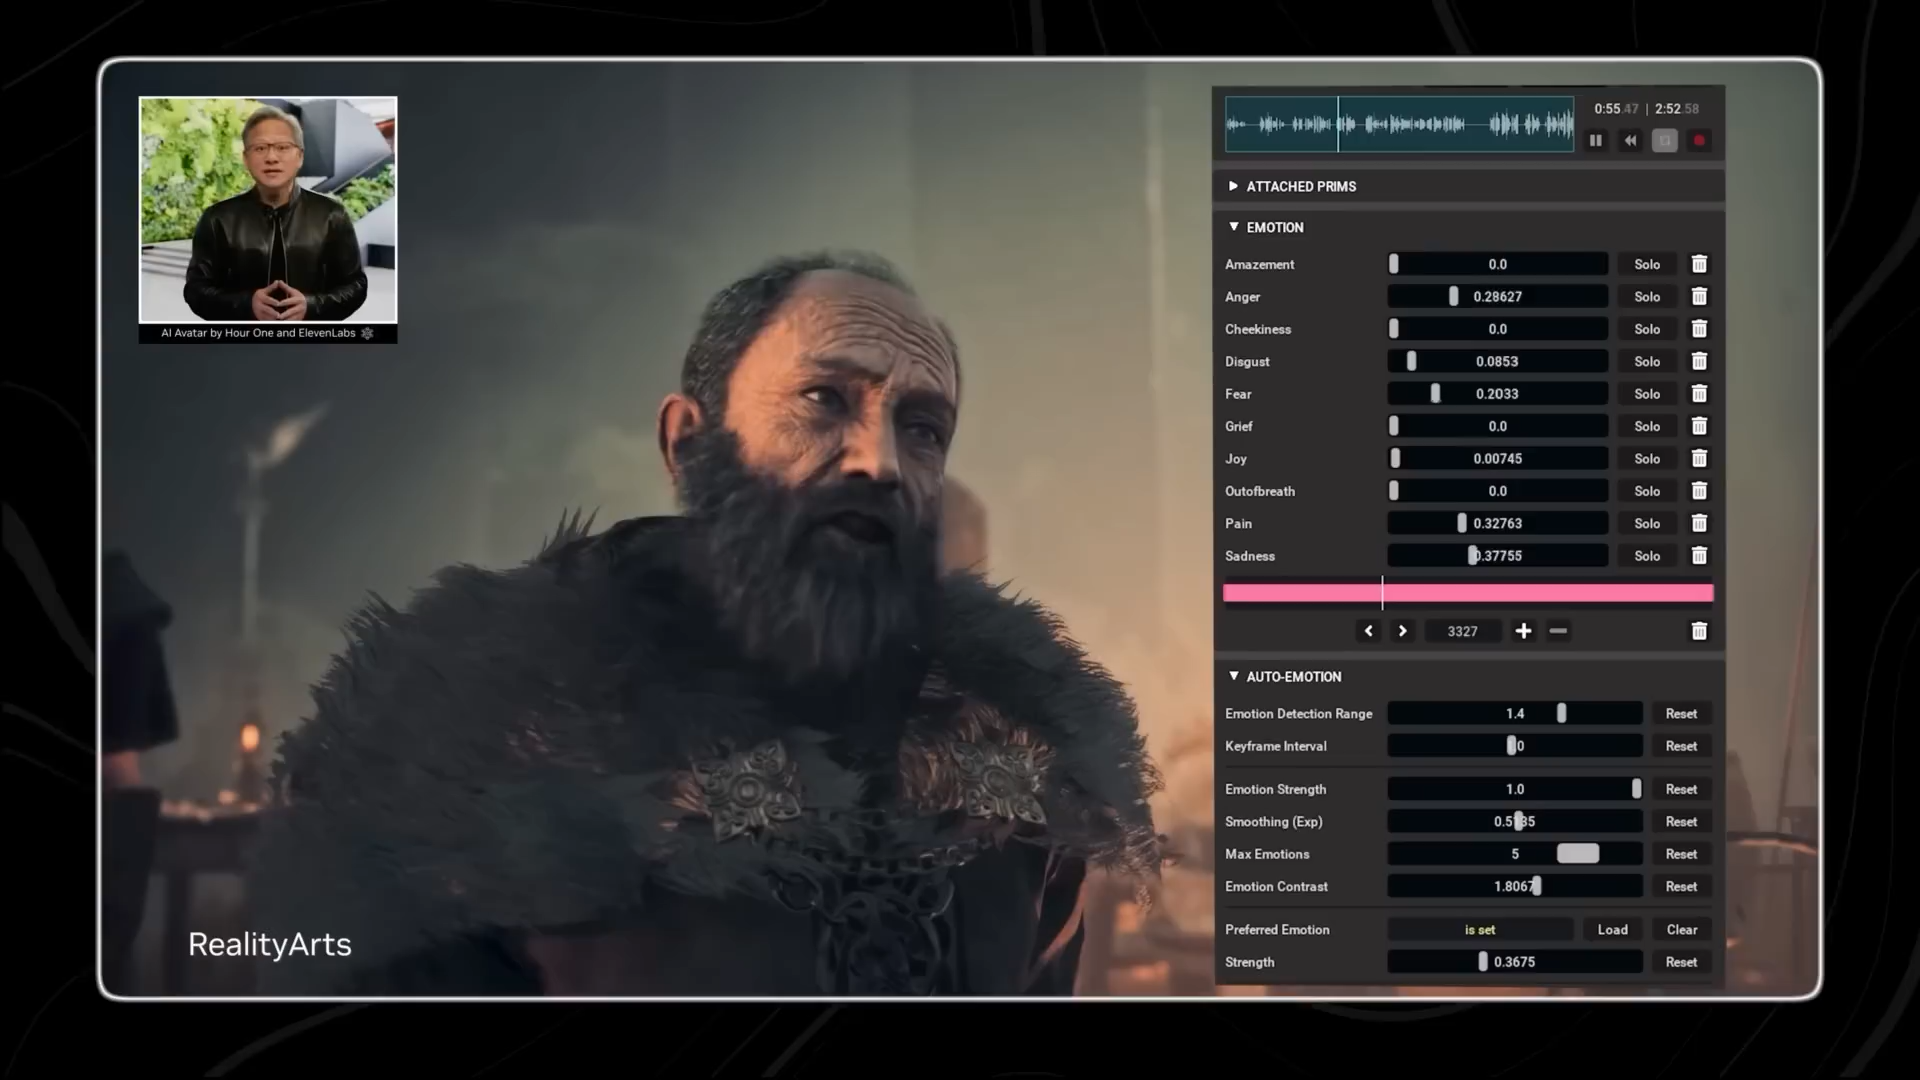 AI Avatar by Hour One and ElevenLabs
RealityArts
0:55.47 | 2:52.58
ATTACHED PRIMS
EMOTION
Amazement 0.0 Solo
Anger 0.28627 Solo
Cheekiness 0.0 Solo
Disgust 0.0853 Solo
Fear 0.2033 Solo
Grief 0.0 Solo
Joy 0.00745 Solo
Outofbreath 0.0 Solo
Pain 0.32763 Solo
Sadness 0.37755 Solo
3327
AUTO-EMOTION
Emotion Detection Range 1.4 Reset
Keyframe Interval Reset
Emotion Strength 1.0 Reset
Smoothing (Exp) Reset
Max Emotions 5 Reset
Emotion Contrast 1.8067 Reset
Preferred Emotion is set Load Clear
Strength 0.3675 Reset